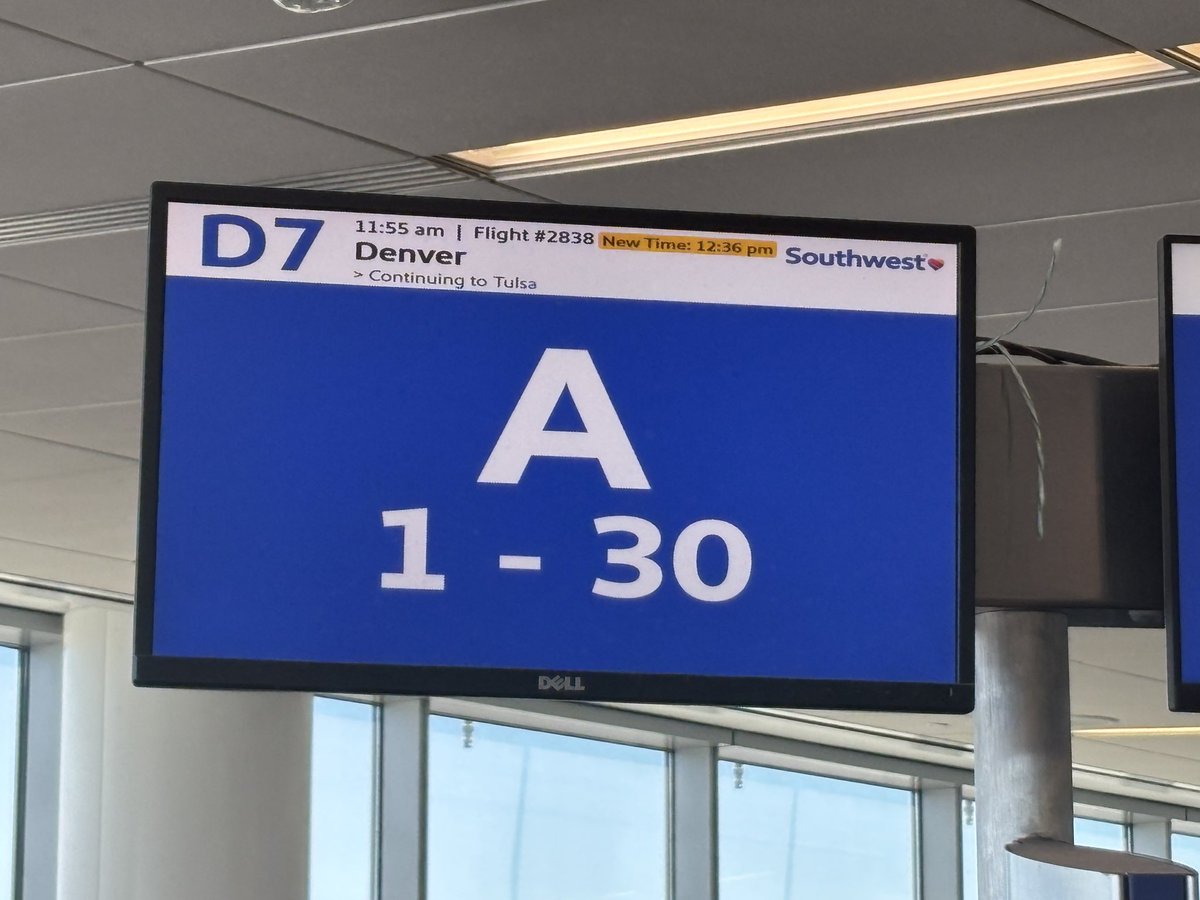 D7
11:55 am | Flight #2838 New Time: 12:36 pm
Denver
> Continuing to Tulsa
Southwest
A
1 - 30
DELL